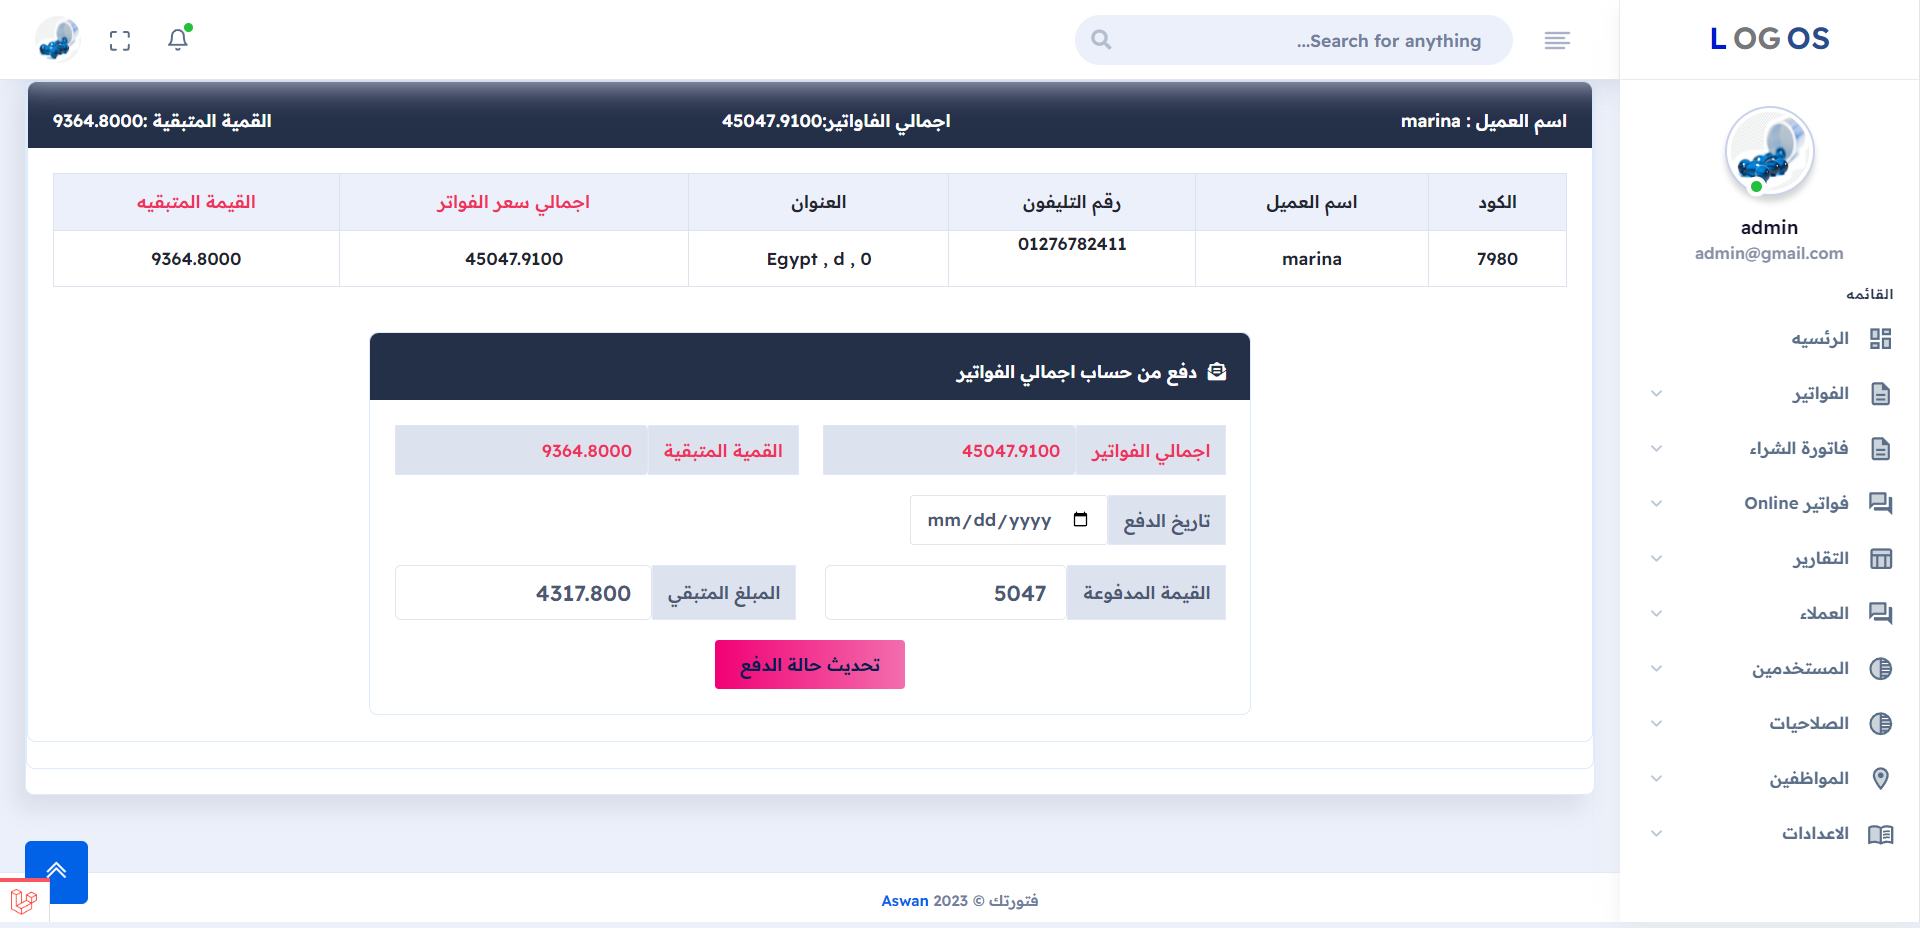 LOGOS
Search for anything...
admin
admin@gmail.com
القائمه
الرئسيه
الفواتير
فاتورة الشراء
فواتير Online
التقارير
العملاء
المستخدمين
الصلاحيات
المواظفين
الاعدادات
اسم العميل : marina
اجمالي الفاواتير:45047.9100
القمية المتبقية :9364.8000
الكود	اسم العميل	رقم التليفون	العنوان	اجمالي سعر الفواتر	القيمة المتبقيه
7980	marina	01276782411	Egypt , d , 0	45047.9100	9364.8000
دفع من حساب اجمالي الفواتير
اجمالي الفواتير 45047.9100
القمية المتبقية 9364.8000
تاريخ الدفع mm/dd/yyyy
القيمة المدفوعة 5047
المبلغ المتبقي 4317.800
تحديث حالة الدفع
فتورتك © 2023 Aswan